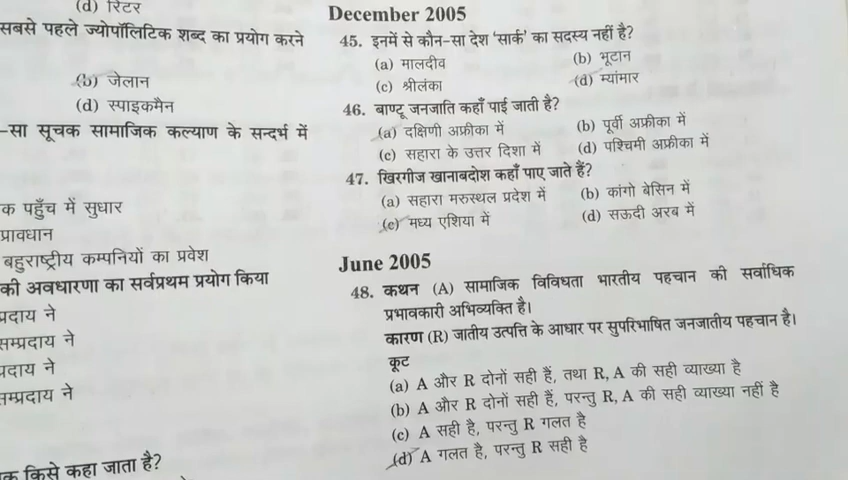 (d) रिटर
सबसे पहले ज्योपॉलिटिक शब्द का प्रयोग करने
(b) जेलान
(d) स्पाइकमैन
-सा सूचक सामाजिक कल्याण के सन्दर्भ में
क पहुँच में सुधार
प्रावधान
बहुराष्ट्रीय कम्पनियों का प्रवेश
की अवधारणा का सर्वप्रथम प्रयोग किया
प्रदाय ने
सम्प्रदाय ने
प्रदाय ने
सम्प्रदाय ने
क किसे कहा जाता है?
December 2005
45. इनमें से कौन-सा देश 'सार्क' का सदस्य नहीं है?
(a) मालदीव (b) भूटान
(c) श्रीलंका (d) म्यांमार
46. बाण्टू जनजाति कहाँ पाई जाती है?
(a) दक्षिणी अफ्रीका में (b) पूर्वी अफ्रीका में
(c) सहारा के उत्तर दिशा में (d) पश्चिमी अफ्रीका में
47. खिरगीज खानाबदोश कहाँ पाए जाते हैं?
(a) सहारा मरुस्थल प्रदेश में (b) कांगो बेसिन में
(c) मध्य एशिया में (d) सऊदी अरब में
June 2005
48. कथन (A) सामाजिक विविधता भारतीय पहचान की सर्वाधिक
प्रभावकारी अभिव्यक्ति है।
कारण (R) जातीय उत्पत्ति के आधार पर सुपरिभाषित जनजातीय पहचान है।
कूट
(a) A और R दोनों सही हैं, तथा R, A की सही व्याख्या है
(b) A और R दोनों सही हैं, परन्तु R, A की सही व्याख्या नहीं है
(c) A सही है, परन्तु R गलत है
(d) A गलत है, परन्तु R सही है